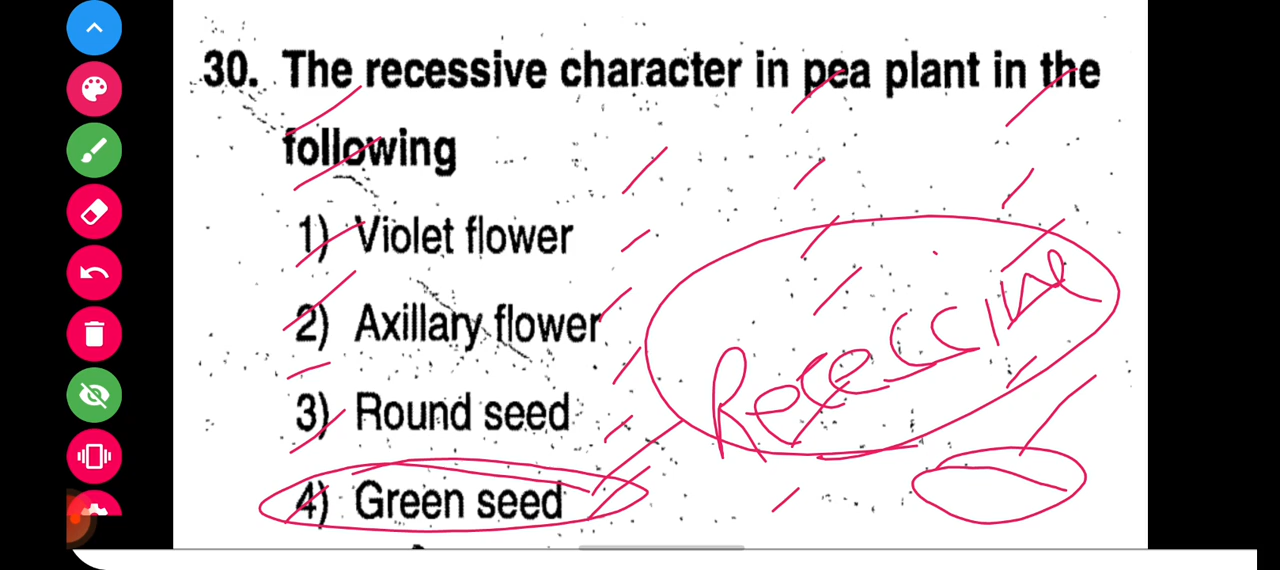 30. The recessive character in pea plant in the
following
1) Violet flower
2) Axillary flower
3) Round seed
4) Green seed
Receccive